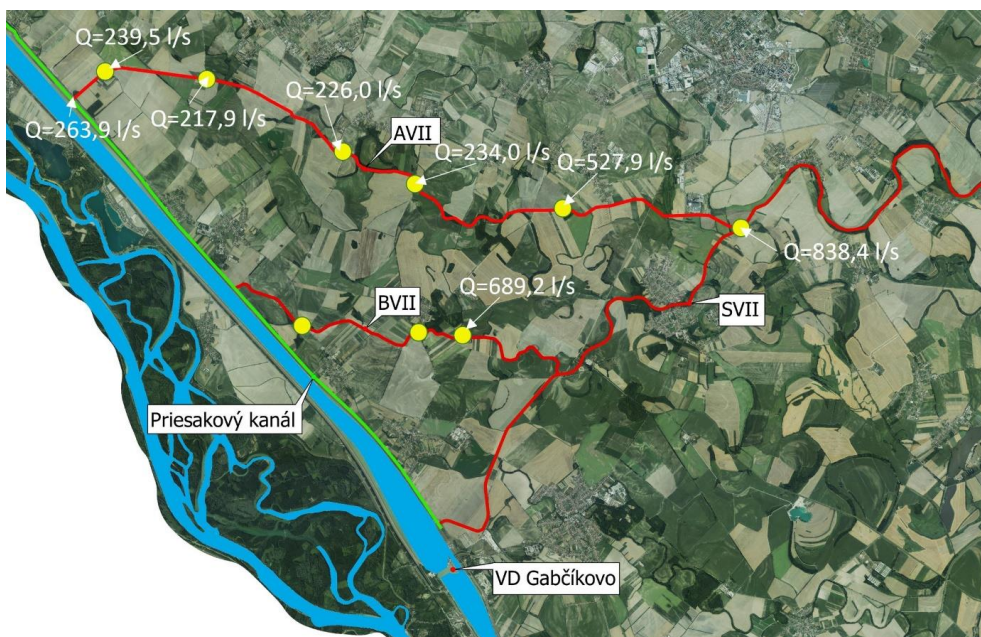 Q=239,5 l/s
Q=263,9 l/s
Q=217,9 l/s
Q=226,0 l/s
AVII
Q=234,0 l/s
Q=527,9 l/s
Q=838,4 l/s
BVII
Q=689,2 l/s
SVII
Priesakový kanál
VD Gabčíkovo